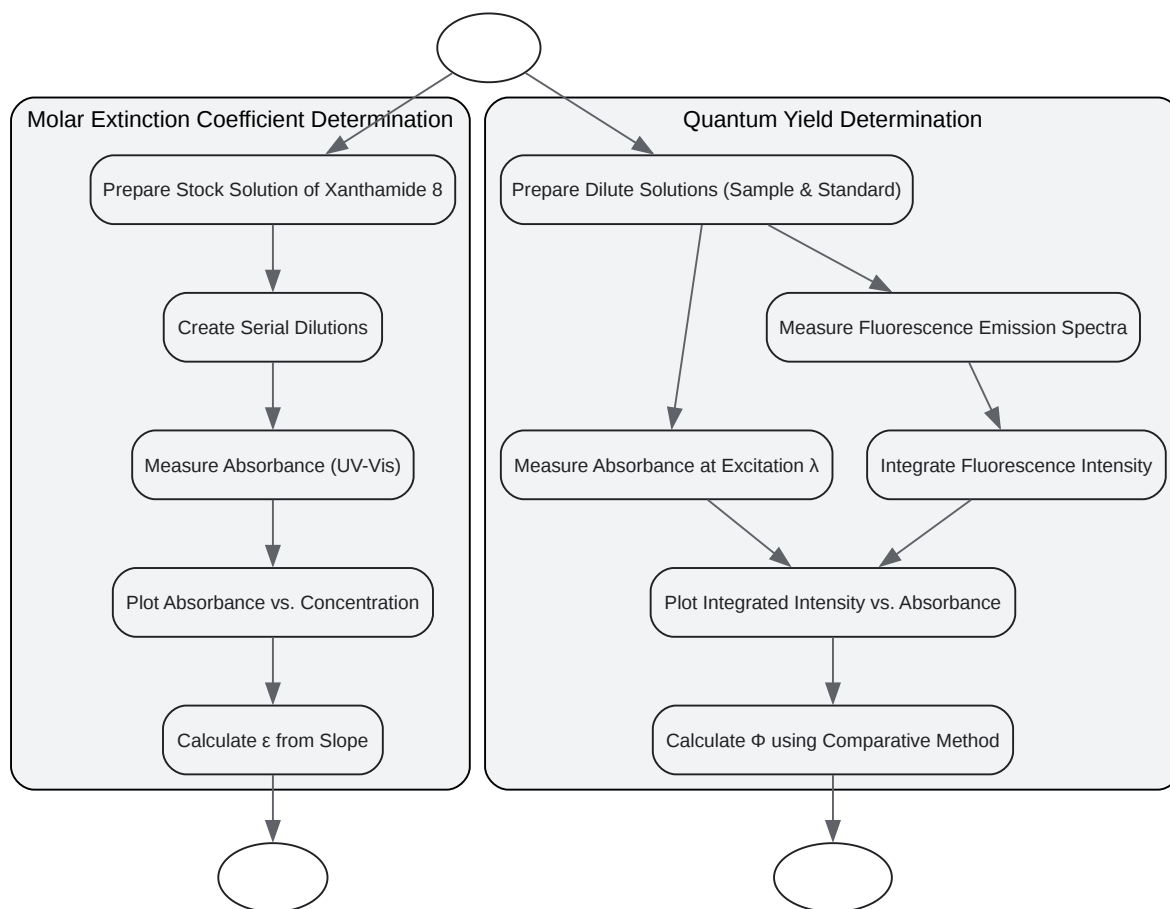 Molar Extinction Coefficient Determination
Prepare Stock Solution of Xanthamide 8
Create Serial Dilutions
Measure Absorbance (UV-Vis)
Plot Absorbance vs. Concentration
Calculate ε from Slope
Quantum Yield Determination
Prepare Dilute Solutions (Sample & Standard)
Measure Fluorescence Emission Spectra
Measure Absorbance at Excitation λ
Integrate Fluorescence Intensity
Plot Integrated Intensity vs. Absorbance
Calculate Φ using Comparative Method